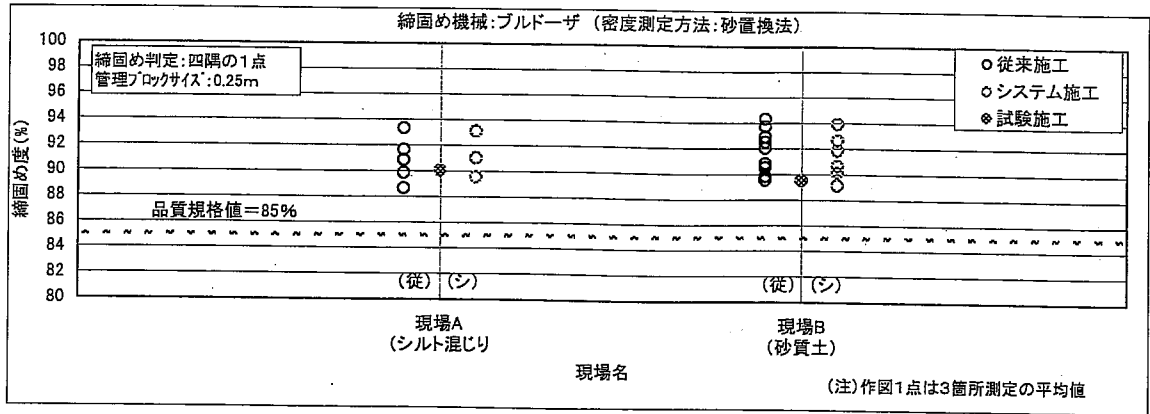 締固め機械:ブルドーザ (密度測定方法:砂置換法)
締固め判定:四隅の1点
管理ブロックサイズ:0.25m
従来施工
システム施工
試験施工
締固め度(%)
100
98
96
94
92
90
88
86
84
82
80
品質規格値=85%
(従) (シ)
(従) (シ)
現場A
(シルト混じり
現場B
(砂質土)
現場名
(注)作図1点は3箇所測定の平均値